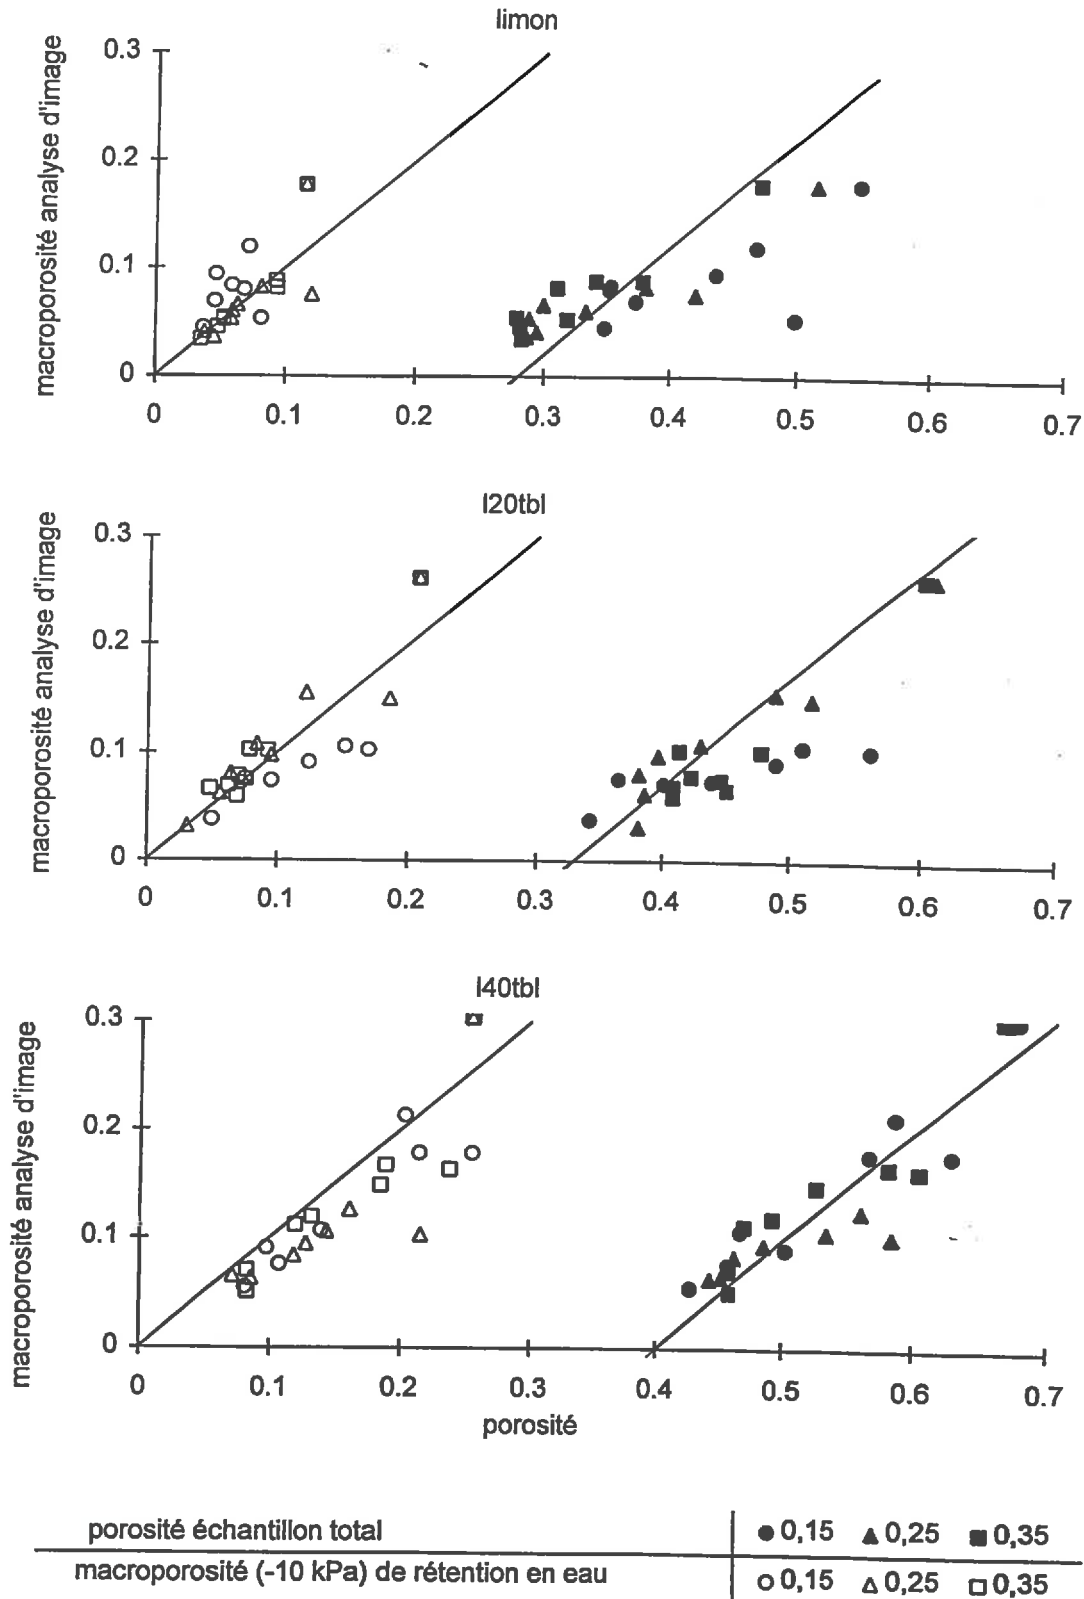 limon
macroporosité analyse d'image
0.3
0.2
0.1
0
0 0.1 0.2 0.3 0.4 0.5 0.6 0.7
l20tbl
macroporosité analyse d'image
0.3
0.2
0.1
0
0 0.1 0.2 0.3 0.4 0.5 0.6 0.7
l40tbl
macroporosité analyse d'image
0.3
0.2
0.1
0
0 0.1 0.2 0.3 0.4 0.5 0.6 0.7
porosité
porosité échantillon total ● 0,15 ▲ 0,25 ■ 0,35
macroporosité (-10 kPa) de rétention en eau ○ 0,15 △ 0,25 □ 0,35